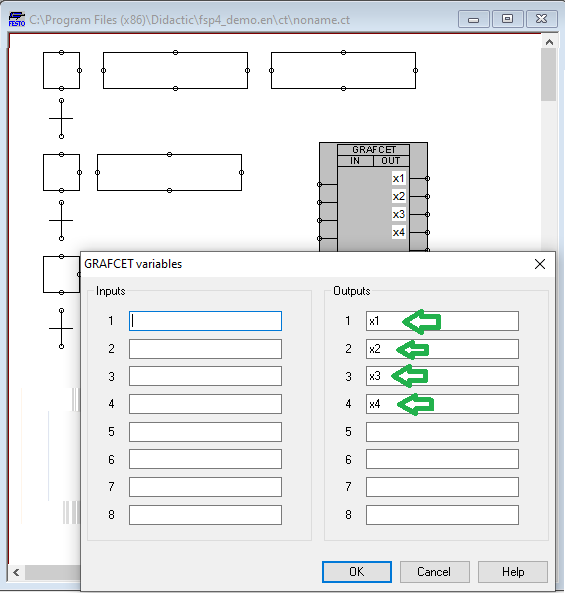 FESTO C:\Program Files (x86)\Didactic\fsp4_demo.en\ct\noname.ct
GRAFCET
IN OUT
x1
x2
x3
x4
GRAFCET variables
Inputs Outputs
1 1 x1
2 2 x2
3 3 x3
4 4 x4
5 5
6 6
7 7
8 8
OK Cancel Help